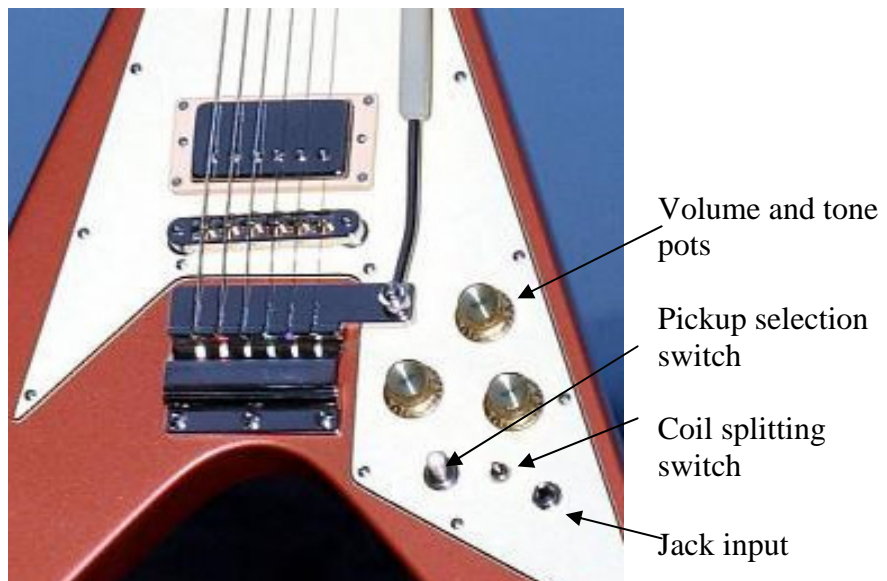 Volume and tone
pots
Pickup selection
switch
Coil splitting
switch
Jack input